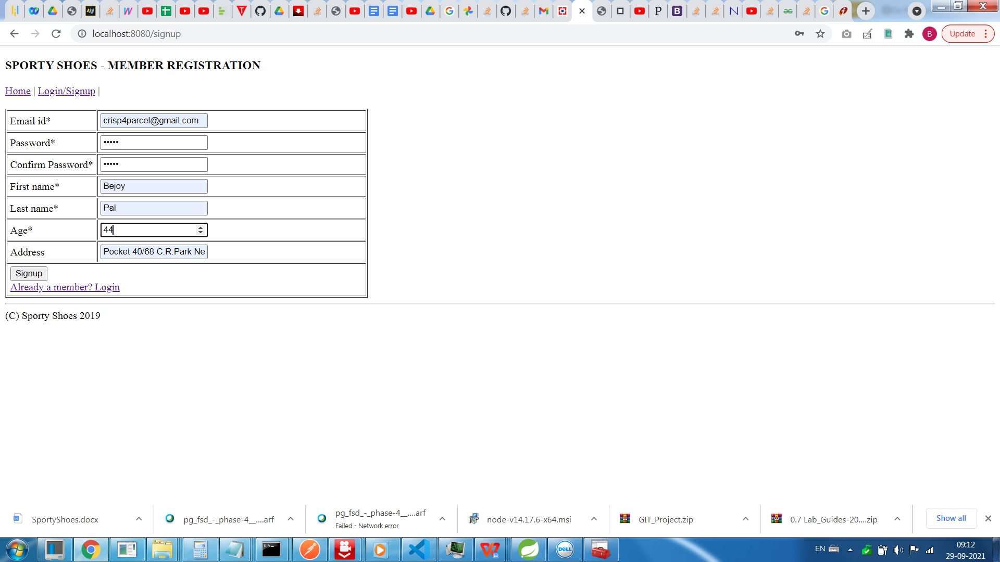 localhost:8080/signup
B
Update
SPORTY SHOES - MEMBER REGISTRATION
Home | Login/Signup |
Email id* crisp4parcel@gmail.com
Password* •••••
Confirm Password* •••••
First name* Bejoy
Last name* Pal
Age* 44
Address Pocket 40/68 C.R.Park Ne
Signup
Already a member? Login
(C) Sporty Shoes 2019
SportyShoes.docx
pg_fsd_-_phase-4__....arf
pg_fsd_-_phase-4__....arf
Failed - Network error
node-v14.17.6-x64.msi
GIT_Project.zip
0.7 Lab_Guides-20....zip
Show all
DELL
EN
09:12
29-09-2021